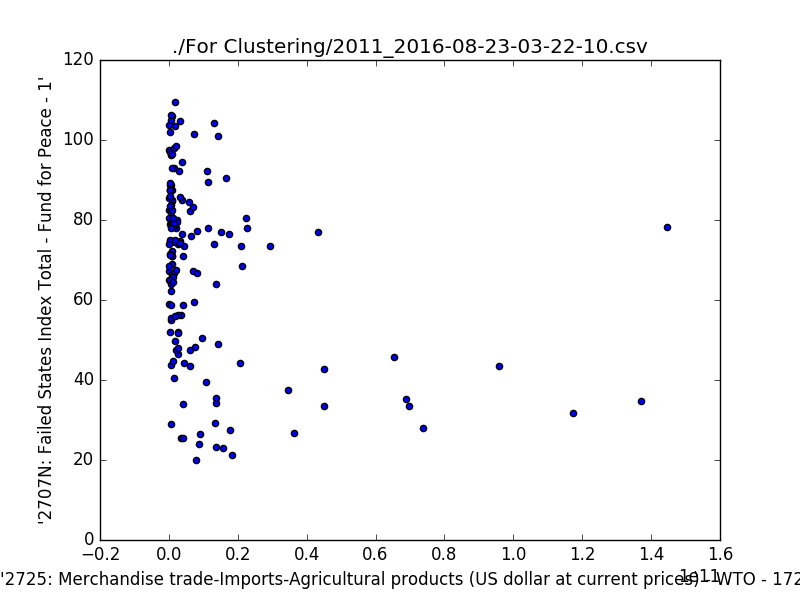 ./For Clustering/2011_2016-08-23-03-22-10.csv
120
100
80
60
40
20
0
'2707N: Failed States Index Total - Fund for Peace - 1'
−0.2 0.0 0.2 0.4 0.6 0.8 1.0 1.2 1.4 1.6
1e11
'2725: Merchandise trade-Imports-Agricultural products (US dollar at current prices) - WTO - 172